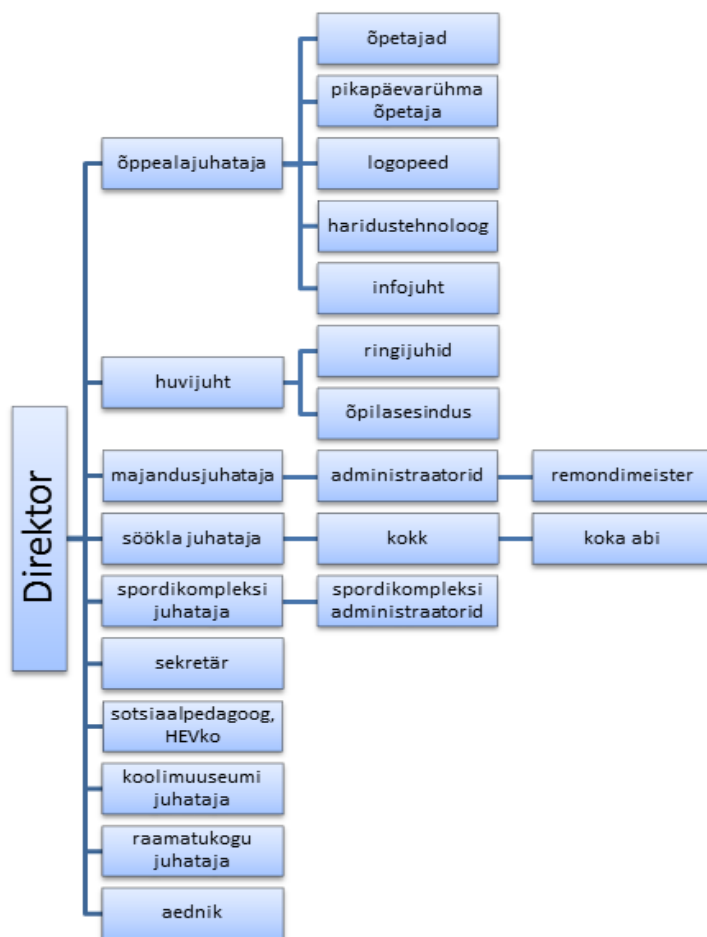 Direktor
õppealajuhataja
õpetajad
pikapäevarühma
õpetaja
logopeed
haridustehnoloog
infojuht
huvijuht
ringijuhid
õpilasesindus
majandusjuhataja
administraatorid
remondimeister
söökla juhataja
kokk
koka abi
spordikompleksi
juhataja
spordikompleksi
administraatorid
sekretär
sotsiaalpedagoog,
HEVko
koolimuuseumi
juhataja
raamatukogu
juhataja
aednik